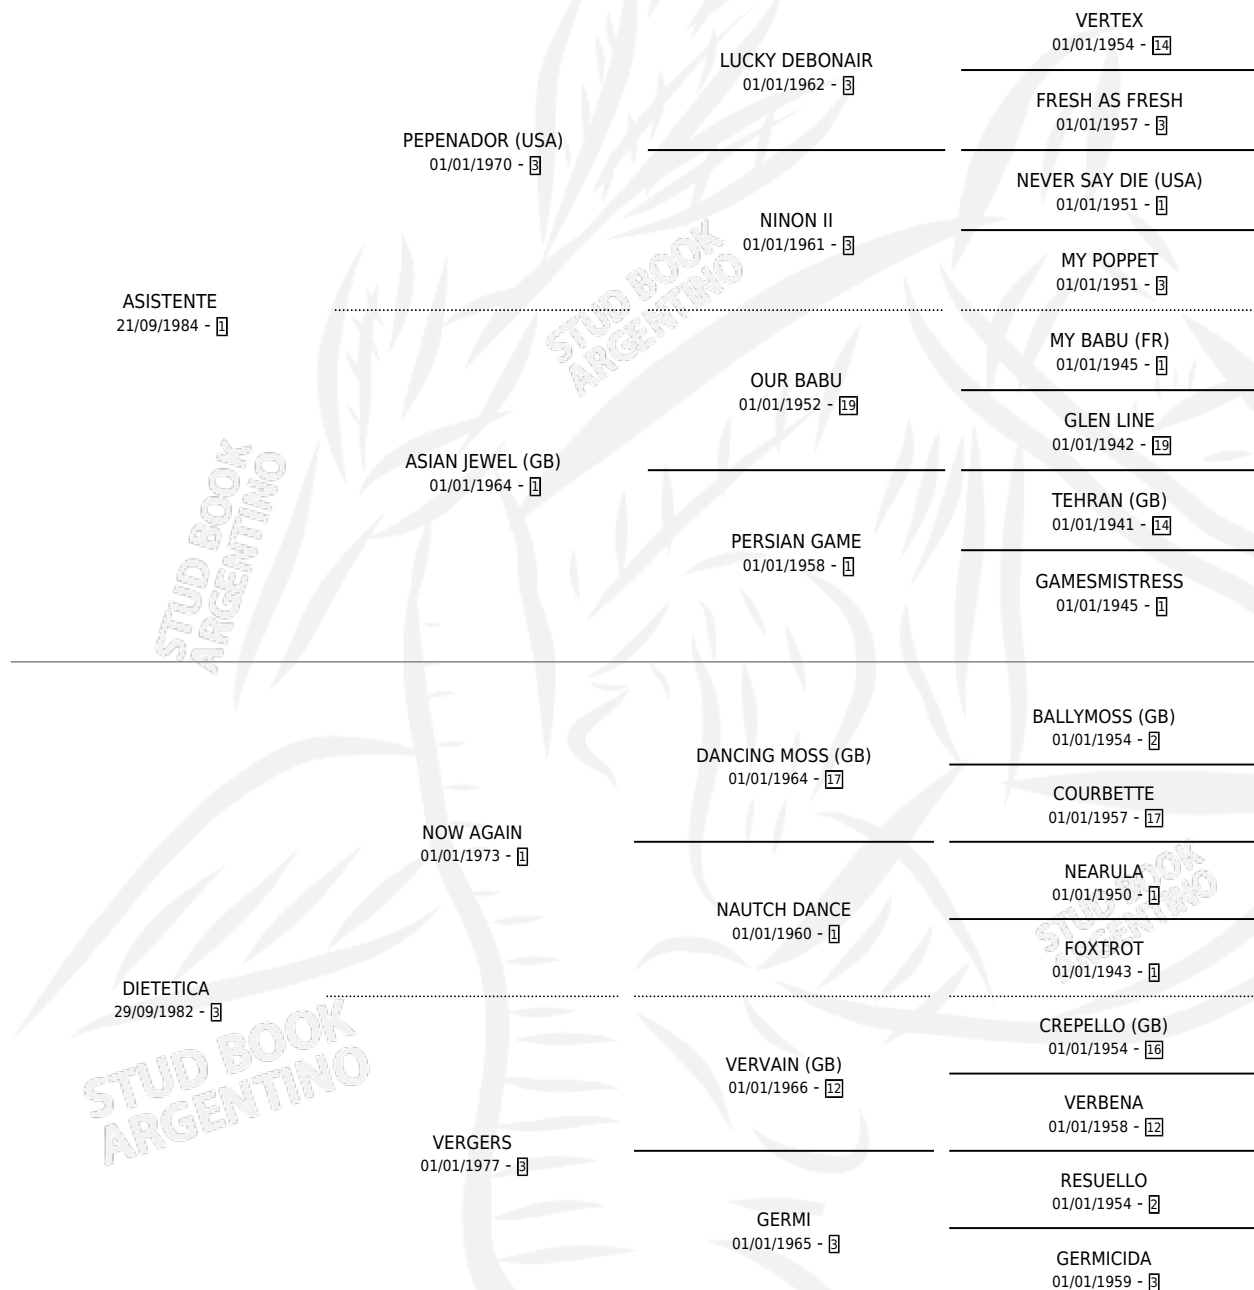 VERTEX
01/01/1954 - 14
LUCKY DEBONAIR
01/01/1962 - 3
FRESH AS FRESH
01/01/1957 - 3
PEPENADOR (USA)
01/01/1970 - 3
NEVER SAY DIE (USA)
01/01/1951 - 1
NINON II
01/01/1961 - 3
MY POPPET
01/01/1951 - 3
ASISTENTE
21/09/1984 - 1
MY BABU (FR)
01/01/1945 - 1
OUR BABU
01/01/1952 - 19
GLEN LINE
01/01/1942 - 19
ASIAN JEWEL (GB)
01/01/1964 - 1
TEHRAN (GB)
01/01/1941 - 14
PERSIAN GAME
01/01/1958 - 1
GAMESMISTRESS
01/01/1945 - 1
BALLYMOSS (GB)
01/01/1954 - 2
DANCING MOSS (GB)
01/01/1964 - 17
COURBETTE
01/01/1957 - 17
NOW AGAIN
01/01/1973 - 1
NEARULA
01/01/1950 - 1
NAUTCH DANCE
01/01/1960 - 1
FOXTROT
01/01/1943 - 1
DIETETICA
29/09/1982 - 3
CREPELLO (GB)
01/01/1954 - 16
VERVAIN (GB)
01/01/1966 - 12
VERBENA
01/01/1958 - 12
VERGERS
01/01/1977 - 3
RESUELLO
01/01/1954 - 2
GERMI
01/01/1965 - 3
GERMICIDA
01/01/1959 - 3
STUD BOOK
ARGENTINO
STUD BOOK
ARGENTINO
STUD BOOK
ARGENTINO
STUD BOOK
ARGENTINO